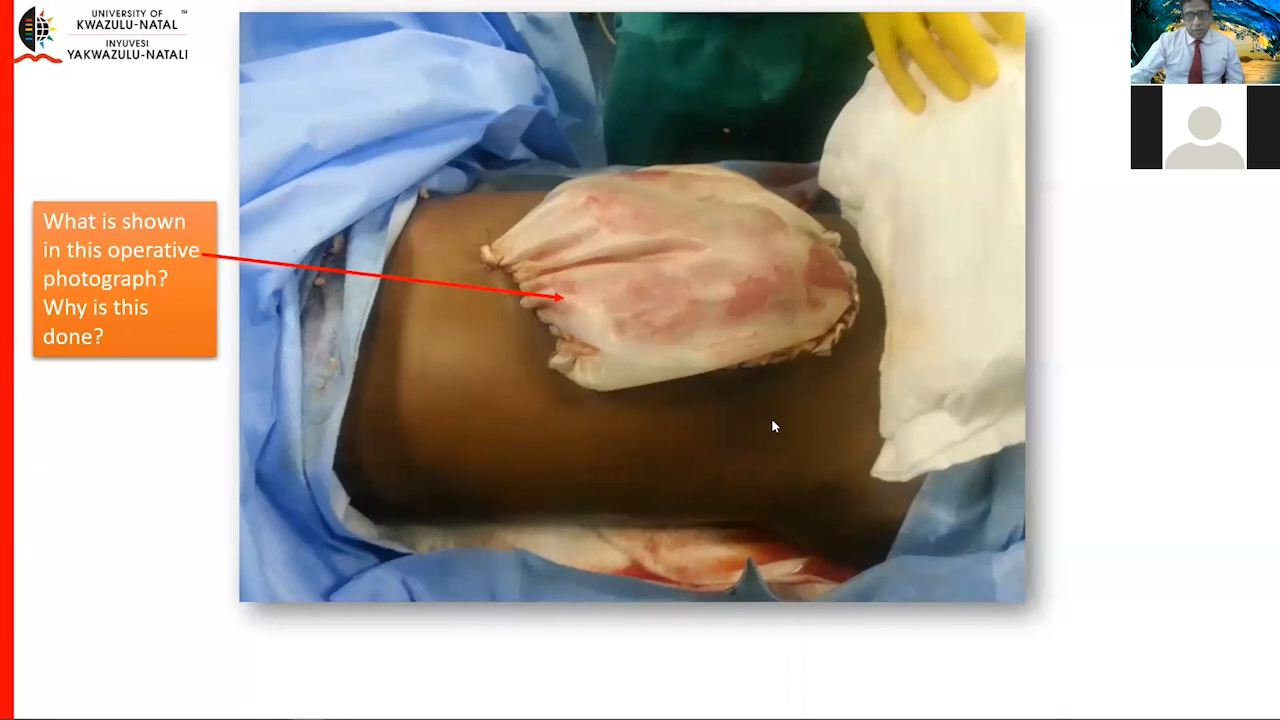 UNIVERSITY OF ™
KWAZULU-NATAL
INYUVESI
YAKWAZULU-NATALI
What is shown
in this operative
photograph?
Why is this
done?